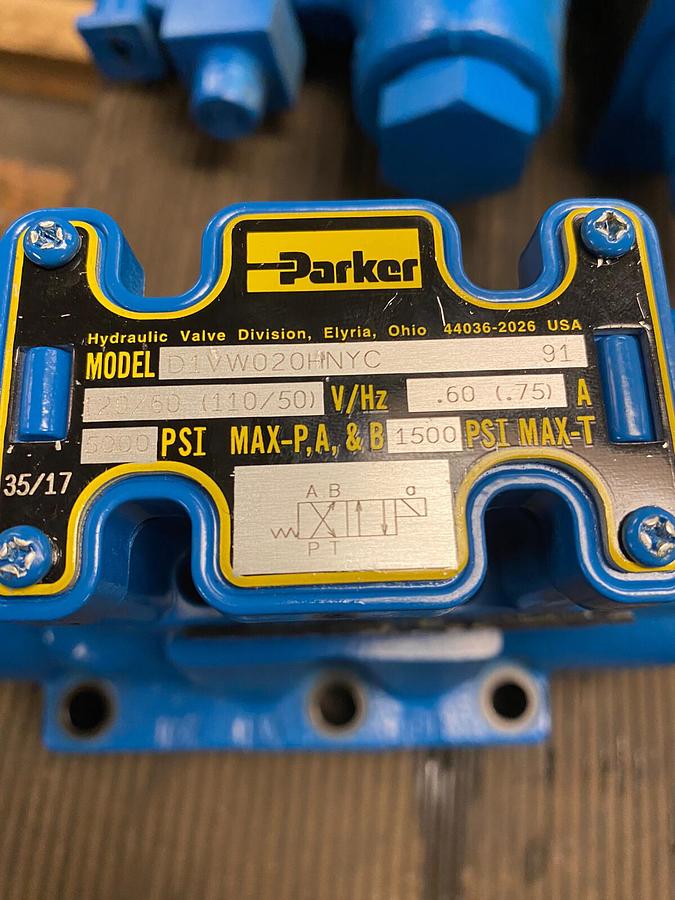 Parker
Hydraulic Valve Division, Elyria, Ohio 44036-2026 USA
MODEL D1VW020HNYC 91
120/60 (110/50) V/Hz .60 (.75) A
5000 PSI MAX-P,A, & B 1500 PSI MAX-T
35/17
A B a
P T